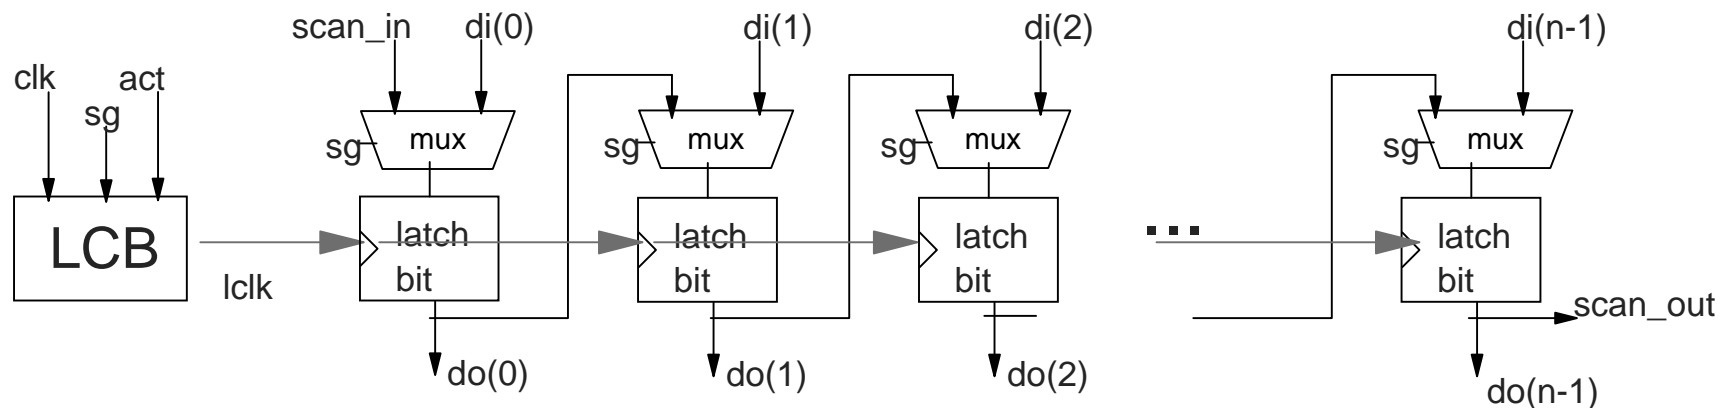 scan_in di(0) di(1) di(2) di(n-1)
clk act
sg
sg mux sg mux sg mux sg mux
LCB latch latch latch ... latch
bit bit bit bit
lclk
scan_out
do(0) do(1) do(2) do(n-1)